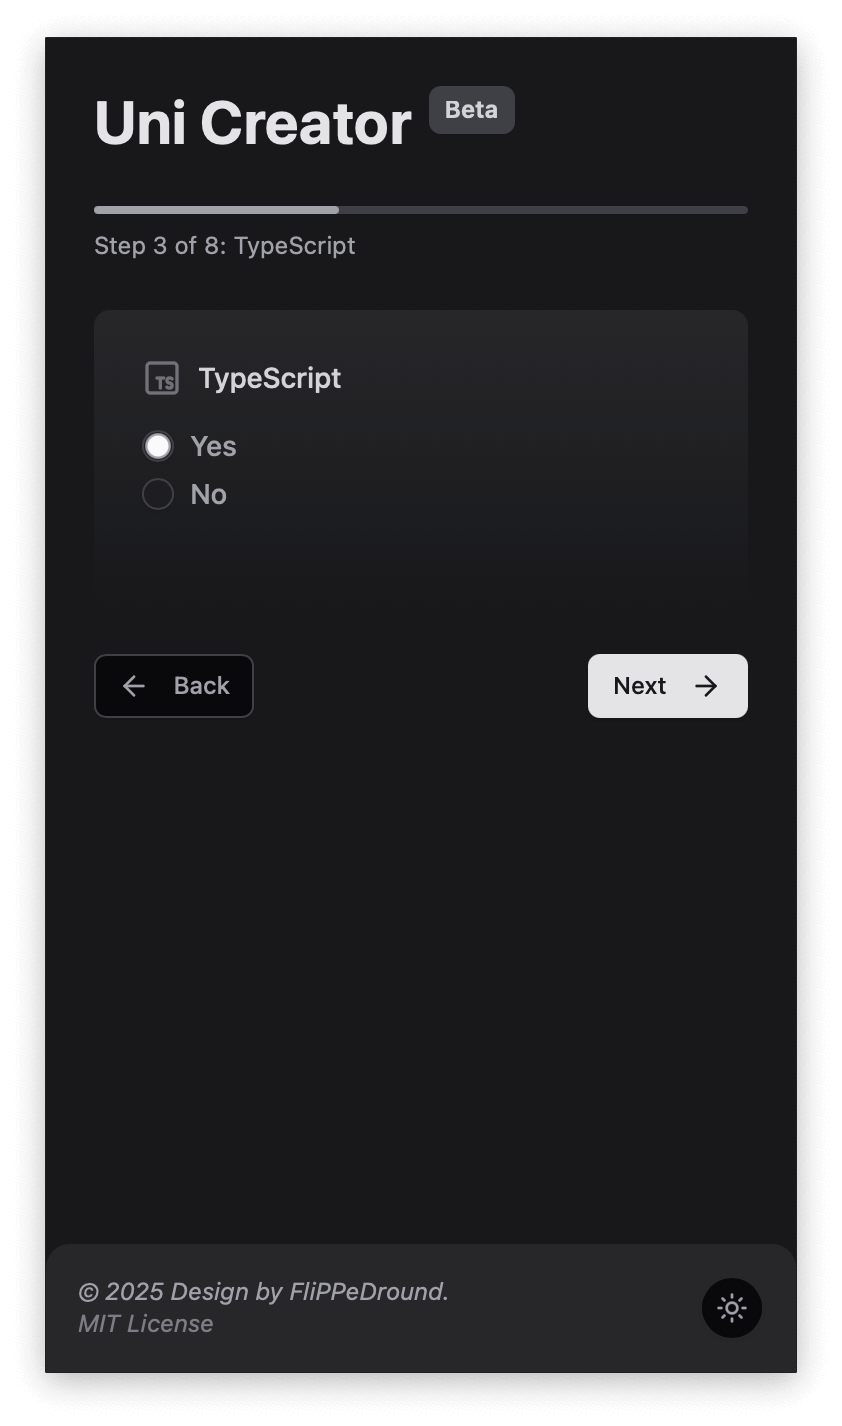 Uni Creator Beta
Step 3 of 8: TypeScript
TS TypeScript
Yes
No
Back
Next
© 2025 Design by FliPPeDround.
MIT License